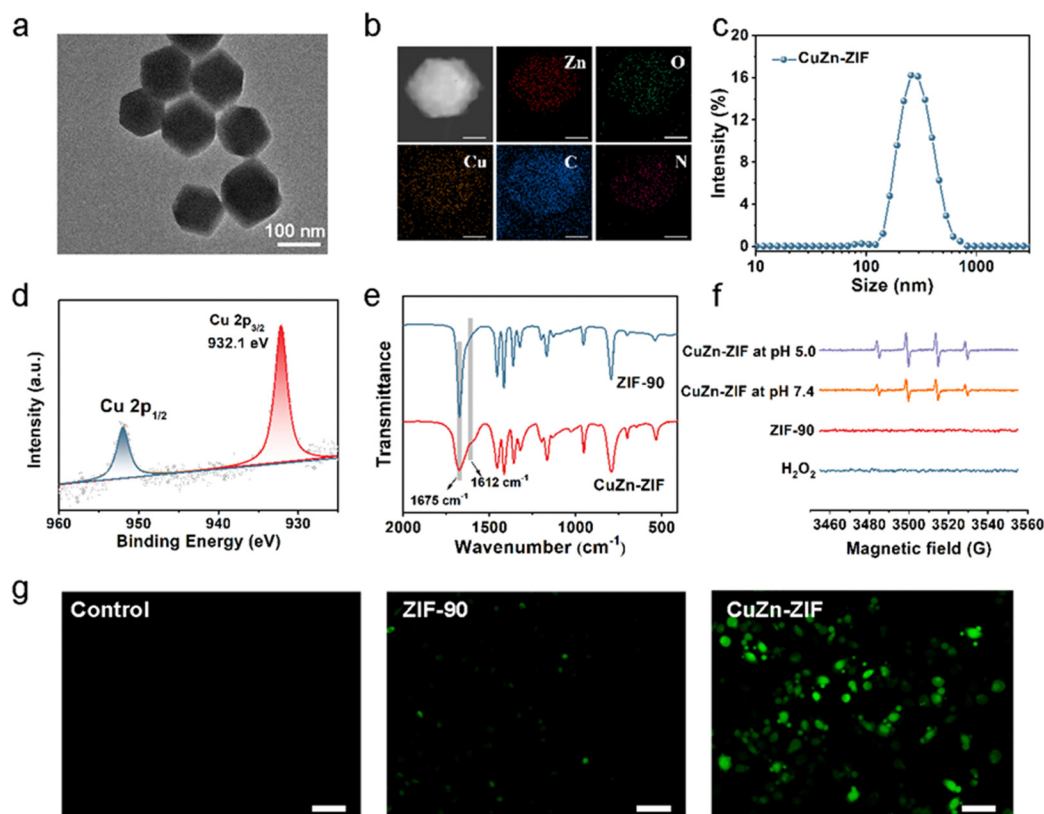 a
100 nm
b
Zn
O
Cu
C
N
c
CuZn-ZIF
Intensity (%)
20
16
12
8
4
0
10
100
1000
Size (nm)
d
Cu 2p3/2
932.1 eV
Cu 2p1/2
Intensity (a.u.)
960
950
940
930
Binding Energy (eV)
e
ZIF-90
CuZn-ZIF
1675 cm-1
1612 cm-1
Transmittance
2000
1500
1000
500
Wavenumber (cm-1)
f
CuZn-ZIF at pH 5.0
CuZn-ZIF at pH 7.4
ZIF-90
H2O2
3460
3480
3500
3520
3540
3560
Magnetic field (G)
g
Control
ZIF-90
CuZn-ZIF